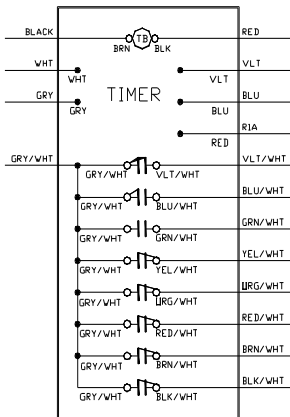 BLACK TB RED
BRN BLK
WHT VLT
WHT VLT
TIMER
GRY BLU
GRY BLU
R1A
RED
GRY/WHT VLT/WHT
GRY/WHT VLT/WHT
BLU/WHT
GRY/WHT BLU/WHT
GRN/WHT
GRY/WHT GRN/WHT
YEL/WHT
GRY/WHT YEL/WHT
URG/WHT
GRY/WHT URG/WHT
RED/WHT
GRY/WHT RED/WHT
BRN/WHT
GRY/WHT BRN/WHT
BLK/WHT
GRY/WHT BLK/WHT